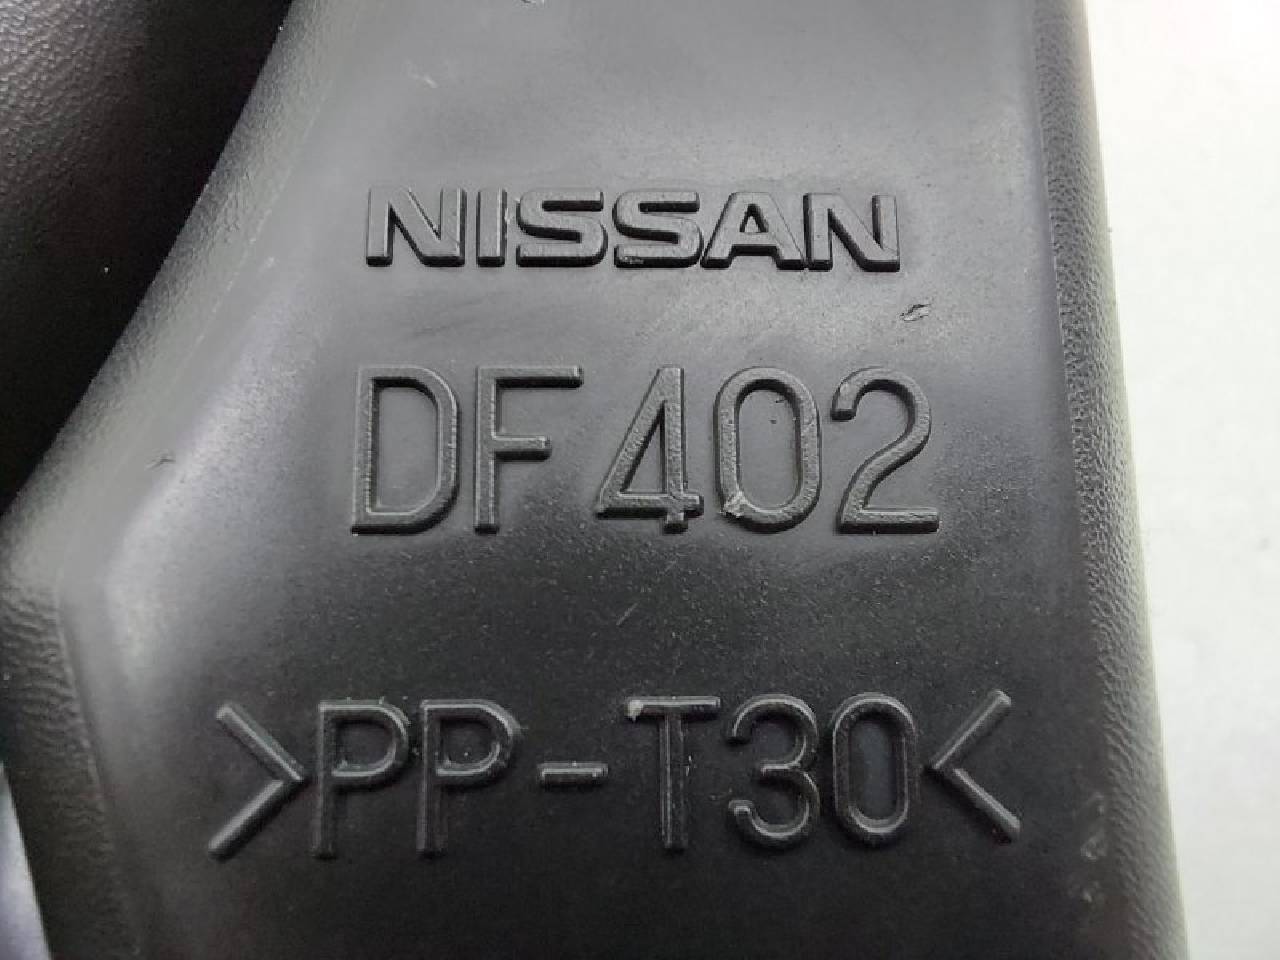 NISSAN
DF402
>PP-T30<